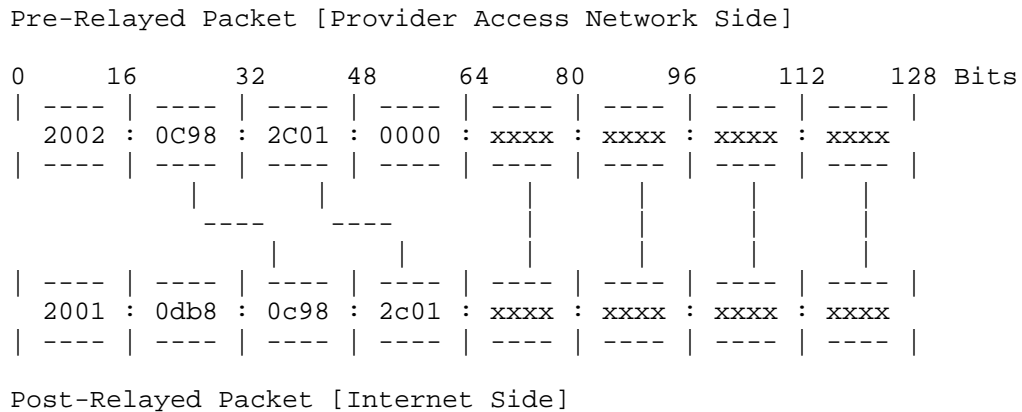 Pre-Relayed Packet [Provider Access Network Side]
0 16 32 48 64 80 96 112 128 Bits
| ---- | ---- | ---- | ---- | ---- | ---- | ---- | ---- |
2002 : 0C98 : 2C01 : 0000 : xxxx : xxxx : xxxx : xxxx
| ---- | ---- | ---- | ---- | ---- | ---- | ---- | ---- |
| | | | | |
---- ---- | | | |
| | | | | |
| ---- | ---- | ---- | ---- | ---- | ---- | ---- | ---- |
2001 : 0db8 : 0c98 : 2c01 : xxxx : xxxx : xxxx : xxxx
| ---- | ---- | ---- | ---- | ---- | ---- | ---- | ---- |
Post-Relayed Packet [Internet Side]